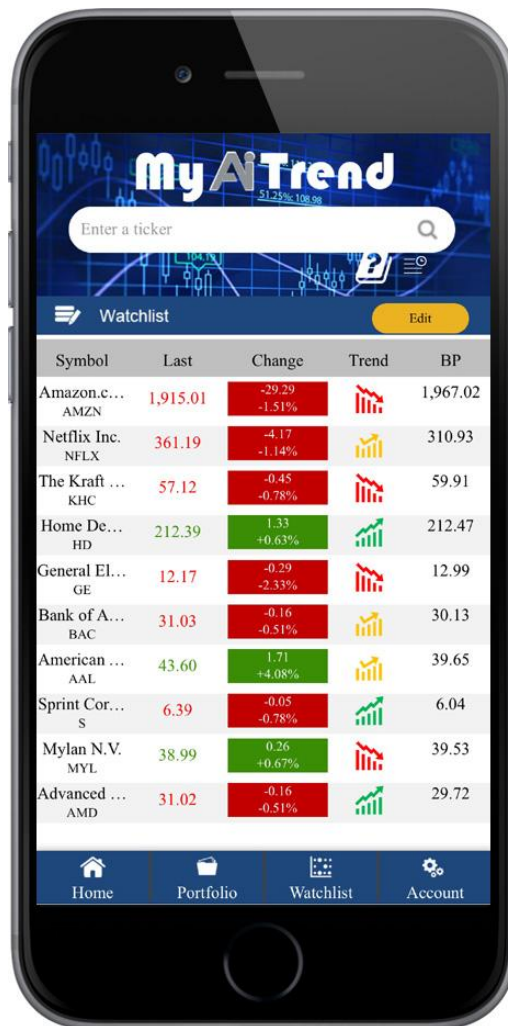 My Ai Trend
51.25%: 108.98
Enter a ticker
104.19
?
Watchlist
Edit
Symbol Last Change Trend BP
Amazon.c... 1,915.01 -29.29 1,967.02
AMZN -1.51%
Netflix Inc. 361.19 -4.17 310.93
NFLX -1.14%
The Kraft ... 57.12 -0.45 59.91
KHC -0.78%
Home De... 212.39 1.33 212.47
HD +0.63%
General El... 12.17 -0.29 12.99
GE -2.33%
Bank of A... 31.03 -0.16 30.13
BAC -0.51%
American ... 43.60 1.71 39.65
AAL +4.08%
Sprint Cor... 6.39 -0.05 6.04
S -0.78%
Mylan N.V. 38.99 0.26 39.53
MYL +0.67%
Advanced ... 31.02 -0.16 29.72
AMD -0.51%
Home Portfolio Watchlist Account